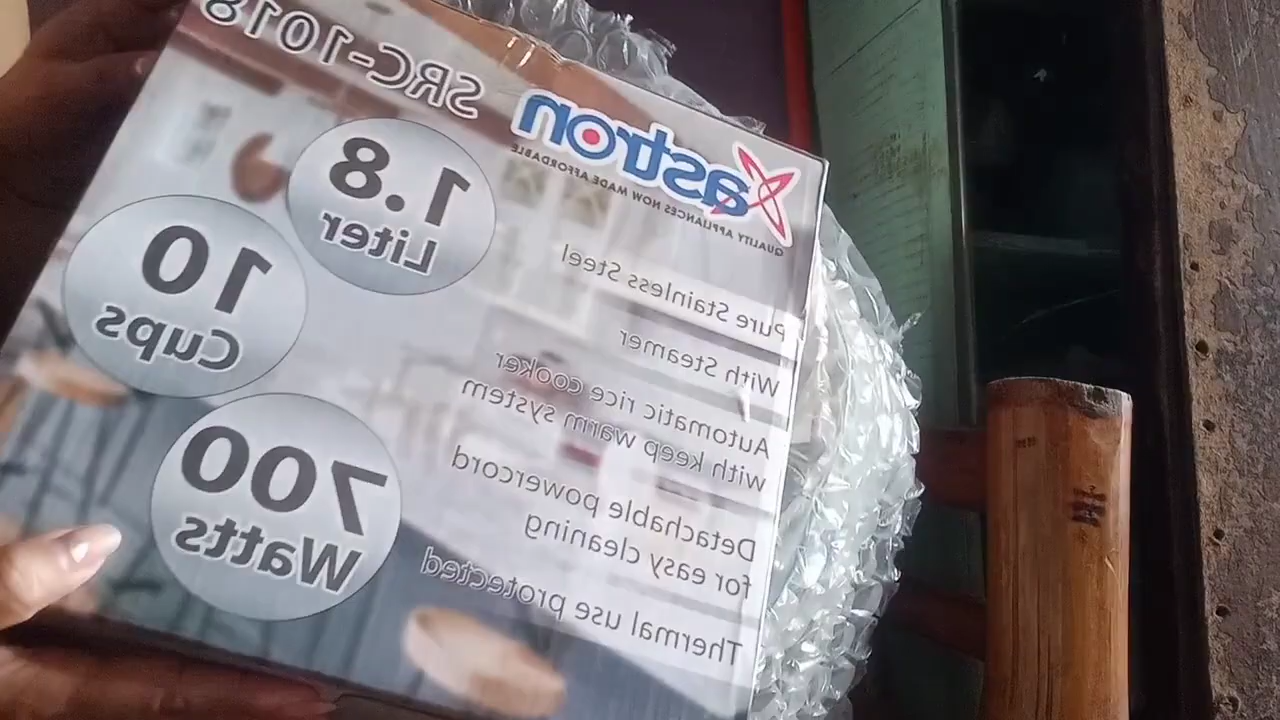 SRC-1018
astron
QUALITY APPLIANCES NOW MADE AFFORDABLE
1.8
Liter
10
Cups
700
Watts
Pure Stainless Steel
With Steamer
Automatic rice cooker
with keep warm system
Detachable powercord
for easy cleaning
Thermal use protected